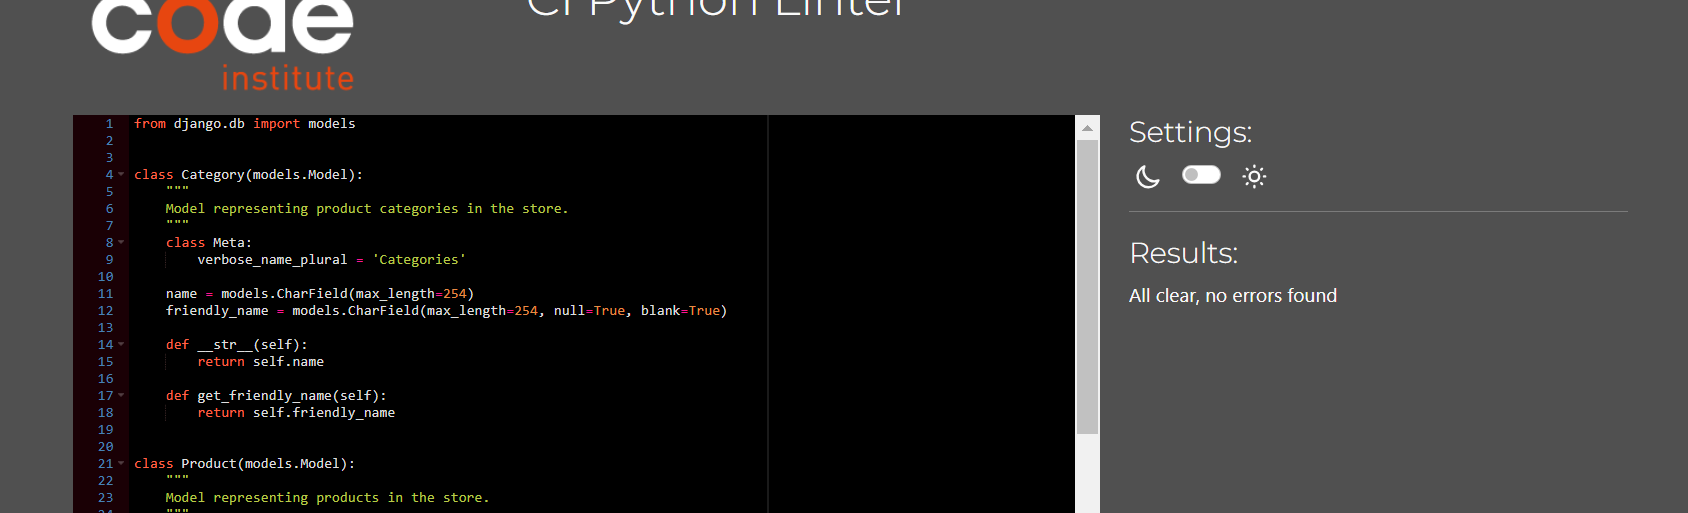 code
institute
CI Python Linter
1 from django.db import models
2
3
4 class Category(models.Model):
5 """
6 Model representing product categories in the store.
7 """
8 class Meta:
9 verbose_name_plural = 'Categories'
10
11 name = models.CharField(max_length=254)
12 friendly_name = models.CharField(max_length=254, null=True, blank=True)
13
14 def __str__(self):
15 return self.name
16
17 def get_friendly_name(self):
18 return self.friendly_name
19
20
21 class Product(models.Model):
22 """
23 Model representing products in the store.
24 """
Settings:
Results:
All clear, no errors found